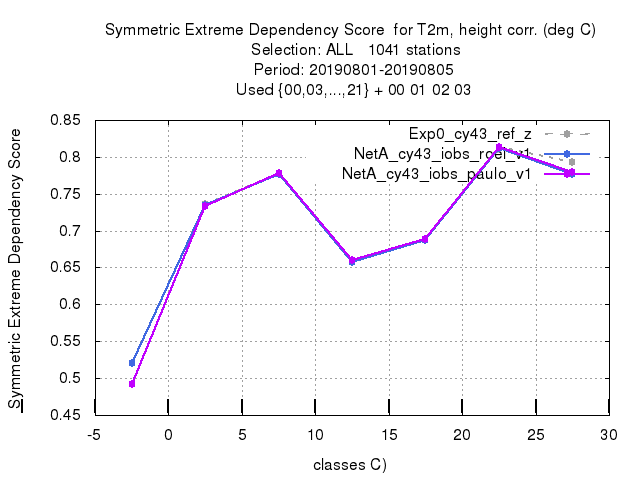 Symmetric Extreme Dependency Score for T2m, height corr. (deg C)
Selection: ALL 1041 stations
Period: 20190801-20190805
Used {00,03,...,21} + 00 01 02 03
Symmetric Extreme Dependency Score
0.85
0.8
0.75
0.7
0.65
0.6
0.55
0.5
0.45
Exp0_cy43_ref_z
NetA_cy43_iobs_roel_v1
NetA_cy43_iobs_paulo_v1
-5 0 5 10 15 20 25 30
classes C)